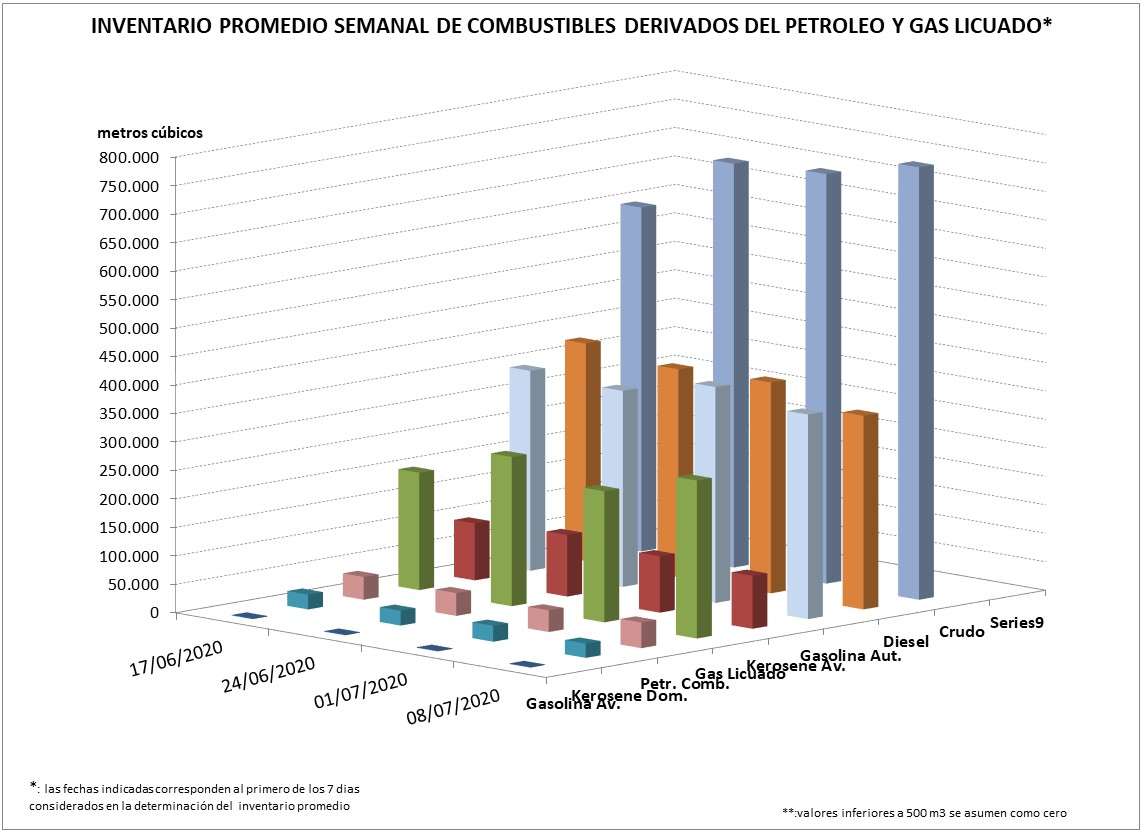 INVENTARIO PROMEDIO SEMANAL DE COMBUSTIBLES DERIVADOS DEL PETROLEO Y GAS LICUADO*
metros cúbicos
800.000
750.000
700.000
650.000
600.000
550.000
500.000
450.000
400.000
350.000
300.000
250.000
200.000
150.000
100.000
50.000
0
17/06/2020
24/06/2020
01/07/2020
08/07/2020
Gasolina Av.
Kerosene Dom.
Petr. Comb.
Gas Licuado
Kerosene Av.
Gasolina Aut.
Diesel
Crudo
Series9
*: las fechas indicadas corresponden al primero de los 7 dias
considerados en la determinación del inventario promedio
**:valores inferiores a 500 m3 se asumen como cero